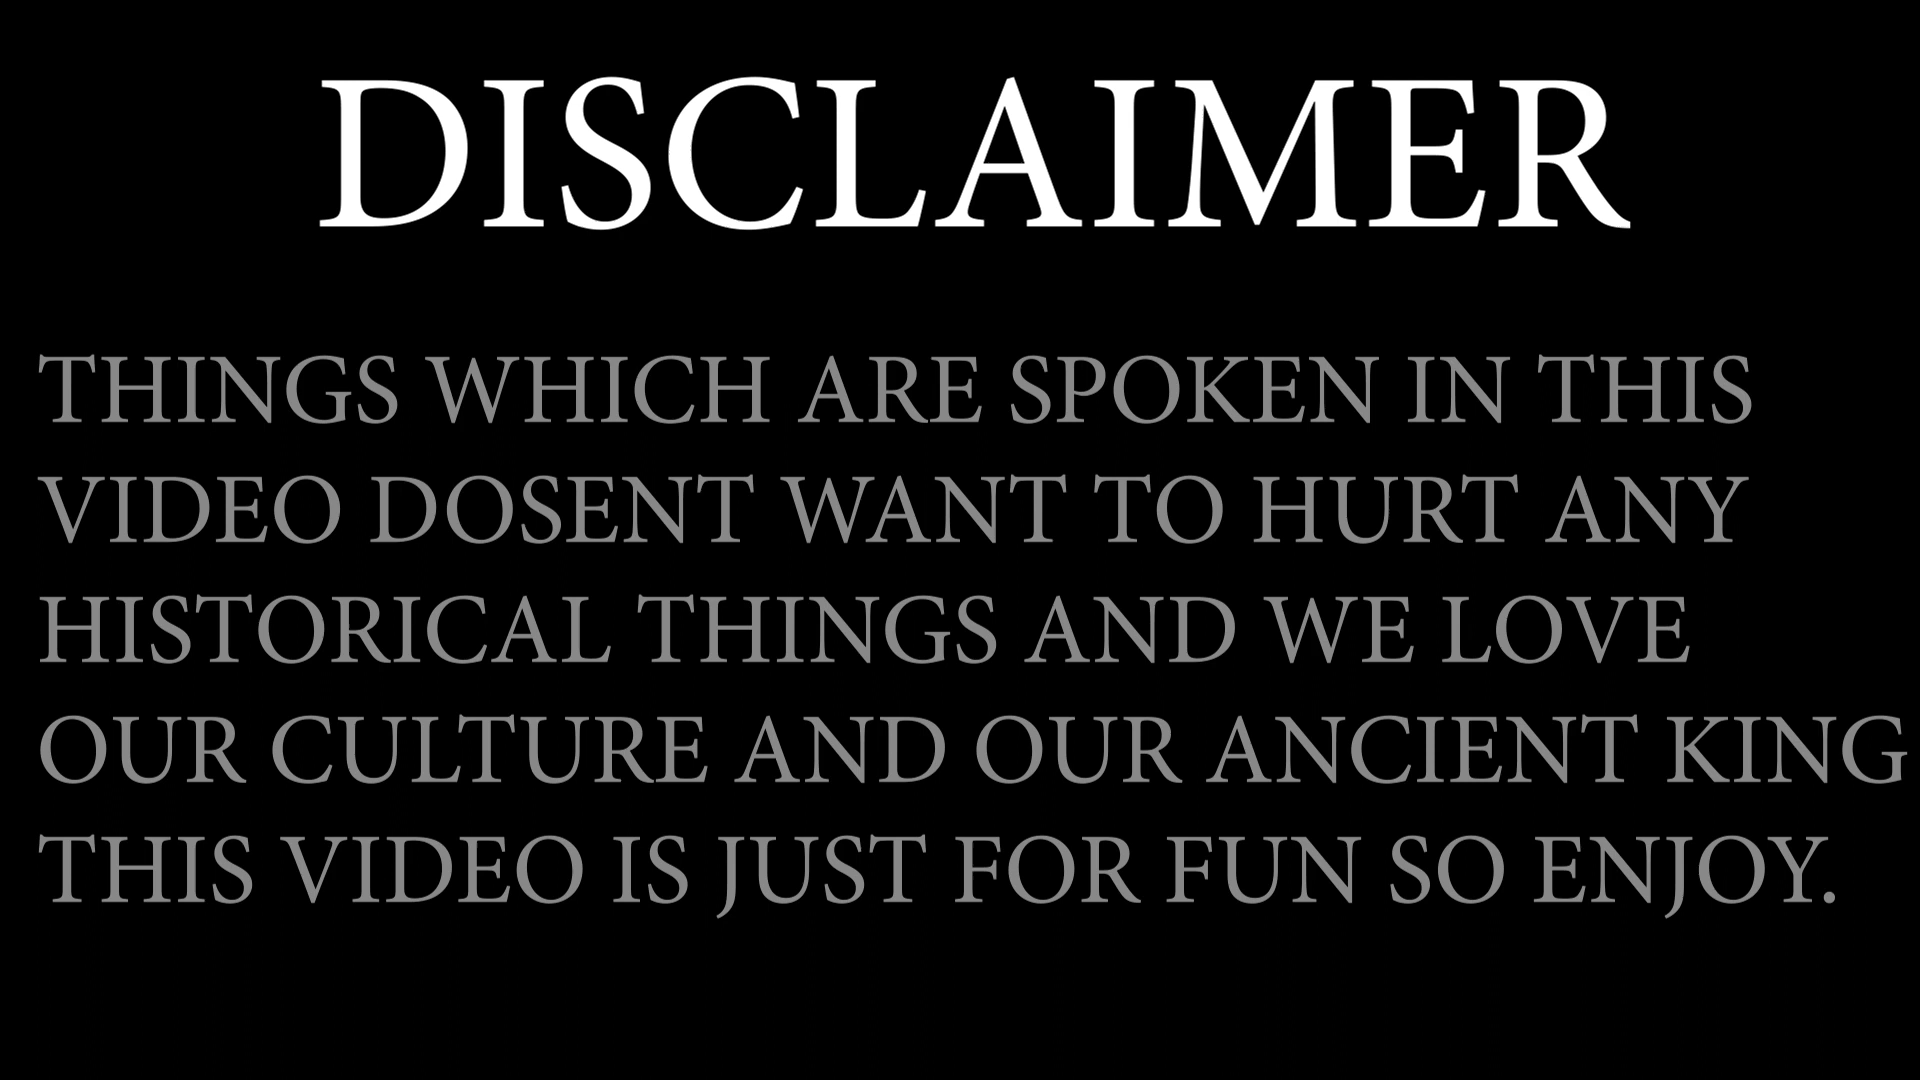 DISCLAIMER
THINGS WHICH ARE SPOKEN IN THIS
VIDEO DOSENT WANT TO HURT ANY
HISTORICAL THINGS AND WE LOVE
OUR CULTURE AND OUR ANCIENT KING
THIS VIDEO IS JUST FOR FUN SO ENJOY.